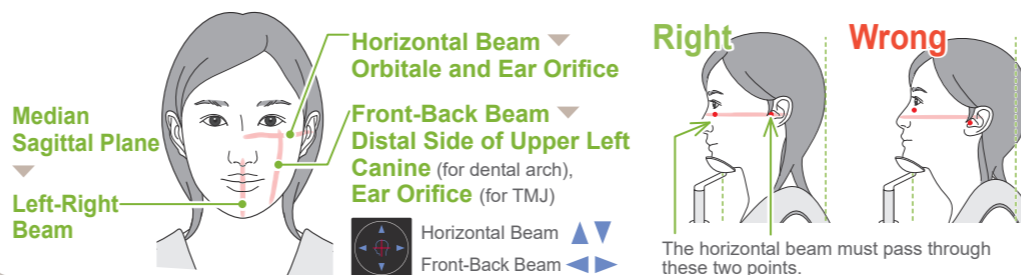 Median
Sagittal Plane
Left-Right
Beam
Horizontal Beam
Orbitale and Ear Orifice
Front-Back Beam
Distal Side of Upper Left
Canine (for dental arch),
Ear Orifice (for TMJ)
Horizontal Beam
Front-Back Beam
Right
Wrong
The horizontal beam must pass through
these two points.